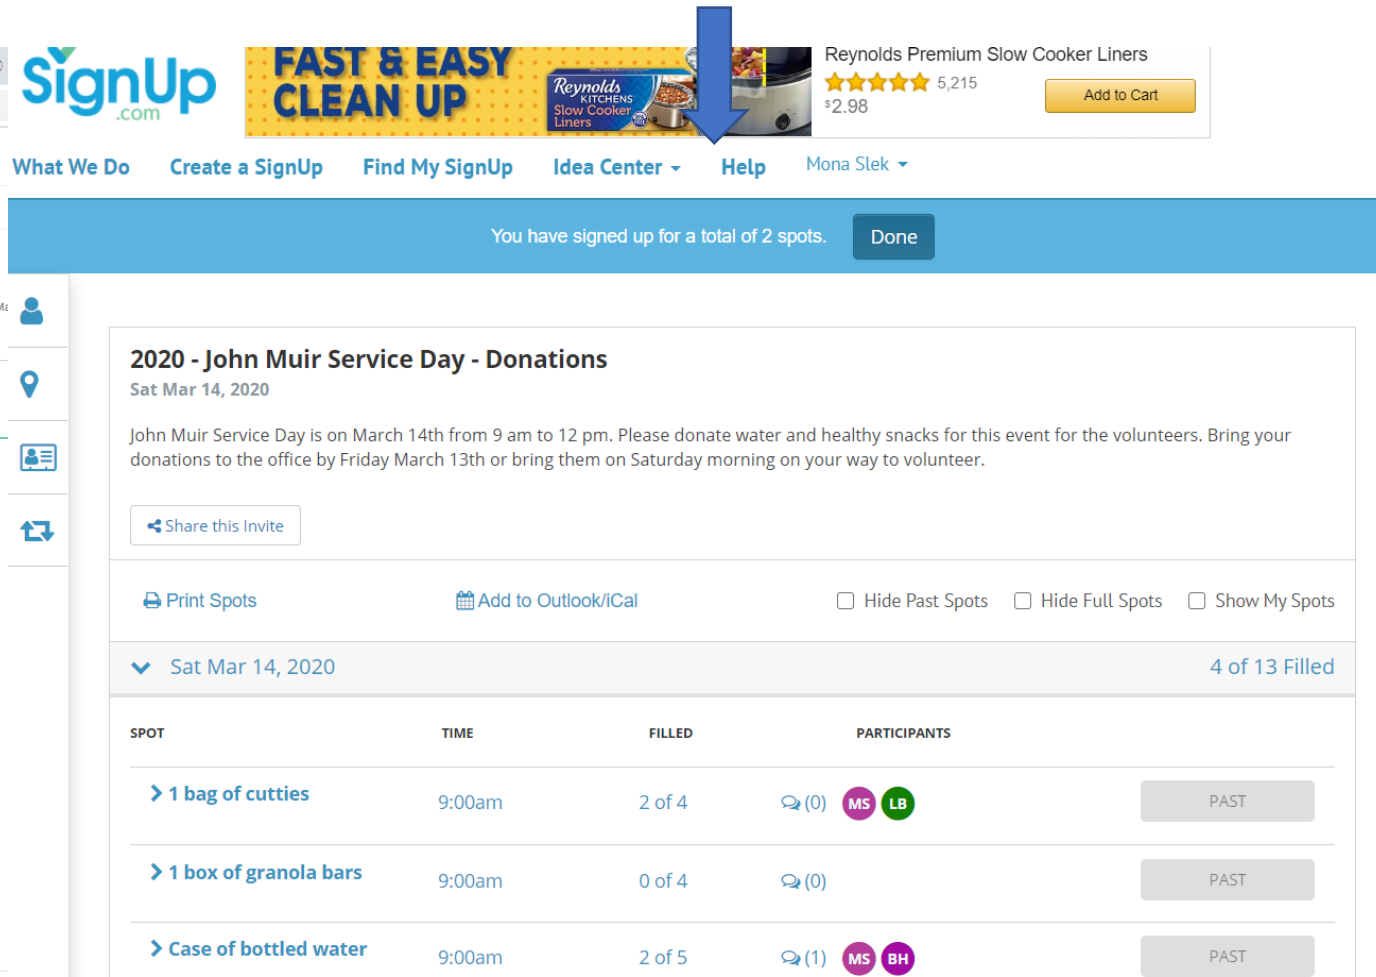 SignUp
.com
FAST & EASY
CLEAN UP
Reynolds
KITCHENS
Slow Cooker
Liners
Reynolds Premium Slow Cooker Liners
5,215
$2.98
Add to Cart
What We Do Create a SignUp Find My SignUp Idea Center Help Mona Slek
You have signed up for a total of 2 spots. Done
2020 - John Muir Service Day - Donations
Sat Mar 14, 2020
John Muir Service Day is on March 14th from 9 am to 12 pm. Please donate water and healthy snacks for this event for the volunteers. Bring your
donations to the office by Friday March 13th or bring them on Saturday morning on your way to volunteer.
Share this Invite
Print Spots Add to Outlook/iCal Hide Past Spots Hide Full Spots Show My Spots
Sat Mar 14, 2020 4 of 13 Filled
SPOT TIME FILLED PARTICIPANTS
1 bag of cutties 9:00am 2 of 4 (0) MS LB PAST
1 box of granola bars 9:00am 0 of 4 (0) PAST
Case of bottled water 9:00am 2 of 5 (1) MS BH PAST